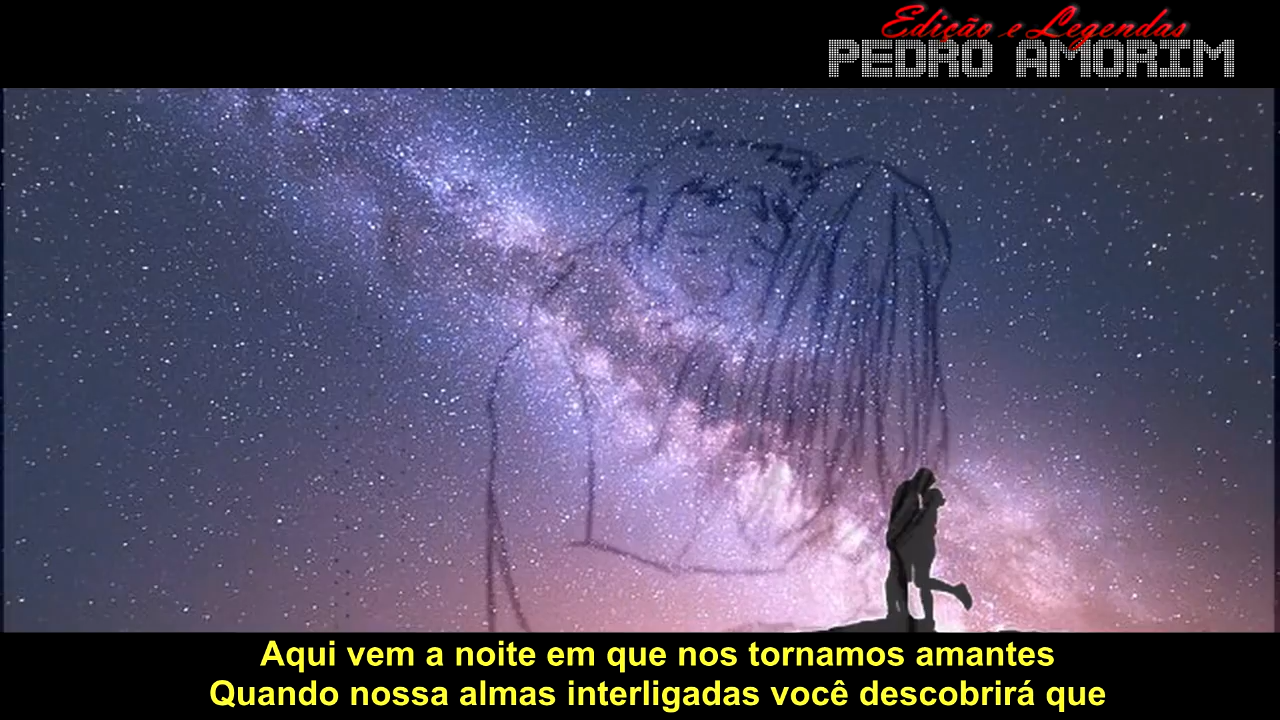 Edição e Legendas
PEDRO AMORIM
Aqui vem a noite em que nos tornamos amantes
Quando nossa almas interligadas você descobrirá que